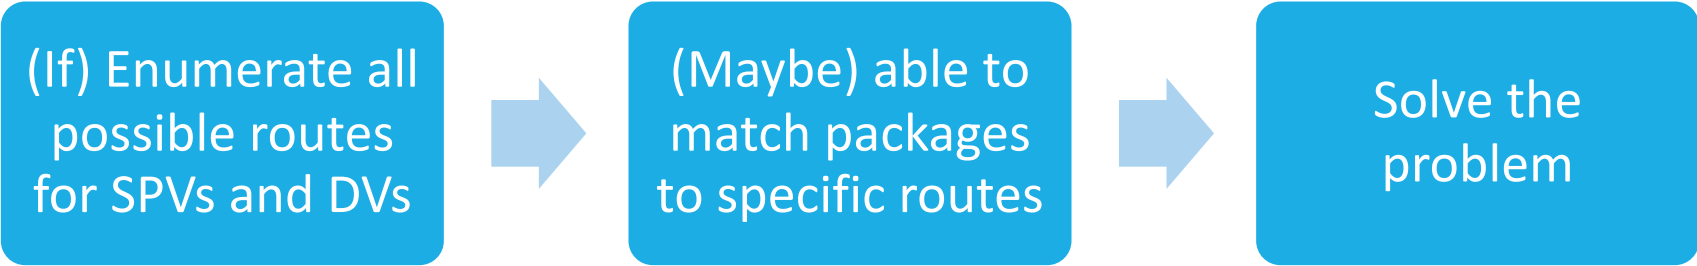 (If) Enumerate all
possible routes
for SPVs and DVs
(Maybe) able to
match packages
to specific routes
Solve the
problem